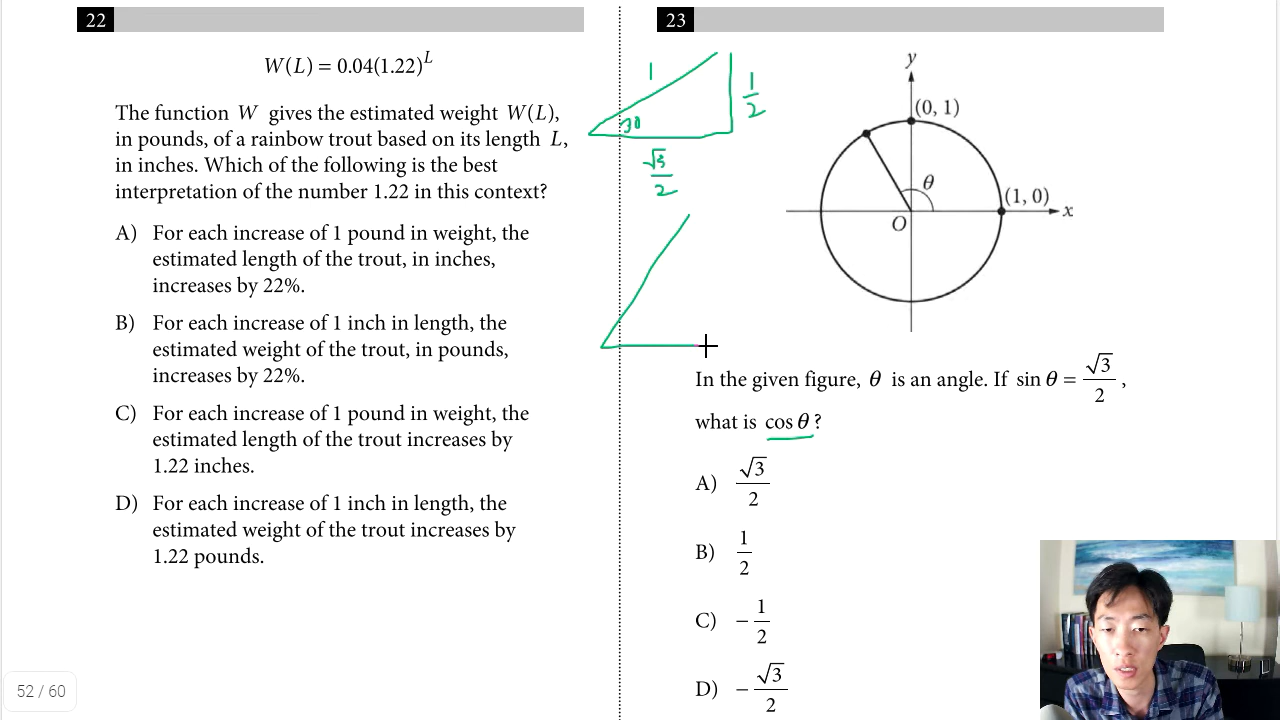 22
W(L) = 0.04(1.22)^L
The function W gives the estimated weight W(L),
in pounds, of a rainbow trout based on its length L,
in inches. Which of the following is the best
interpretation of the number 1.22 in this context?
A) For each increase of 1 pound in weight, the
estimated length of the trout, in inches,
increases by 22%.
B) For each increase of 1 inch in length, the
estimated weight of the trout, in pounds,
increases by 22%.
C) For each increase of 1 pound in weight, the
estimated length of the trout increases by
1.22 inches.
D) For each increase of 1 inch in length, the
estimated weight of the trout increases by
1.22 pounds.
52 / 60
1
1/2
30
√3/2
23
y
(0, 1)
θ
(1, 0)
x
O
In the given figure, θ is an angle. If sin θ = √3/2,
what is cos θ?
A) √3/2
B) 1/2
C) −1/2
D) −√3/2